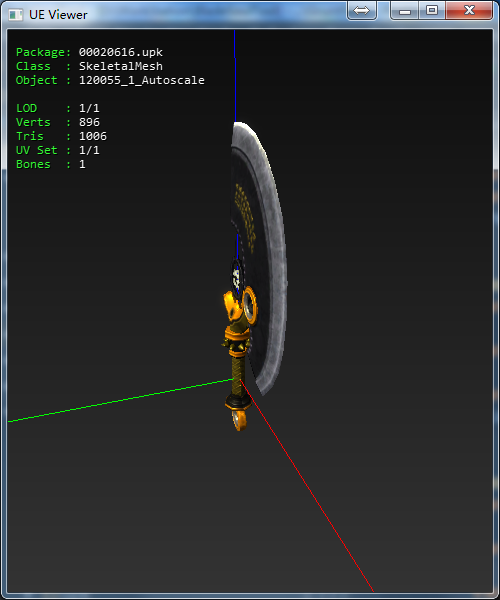 UE Viewer
Package: 00020616.upk
Class : SkeletalMesh
Object : 120055_1_Autoscale
LOD : 1/1
Verts : 896
Tris : 1006
UV Set : 1/1
Bones : 1